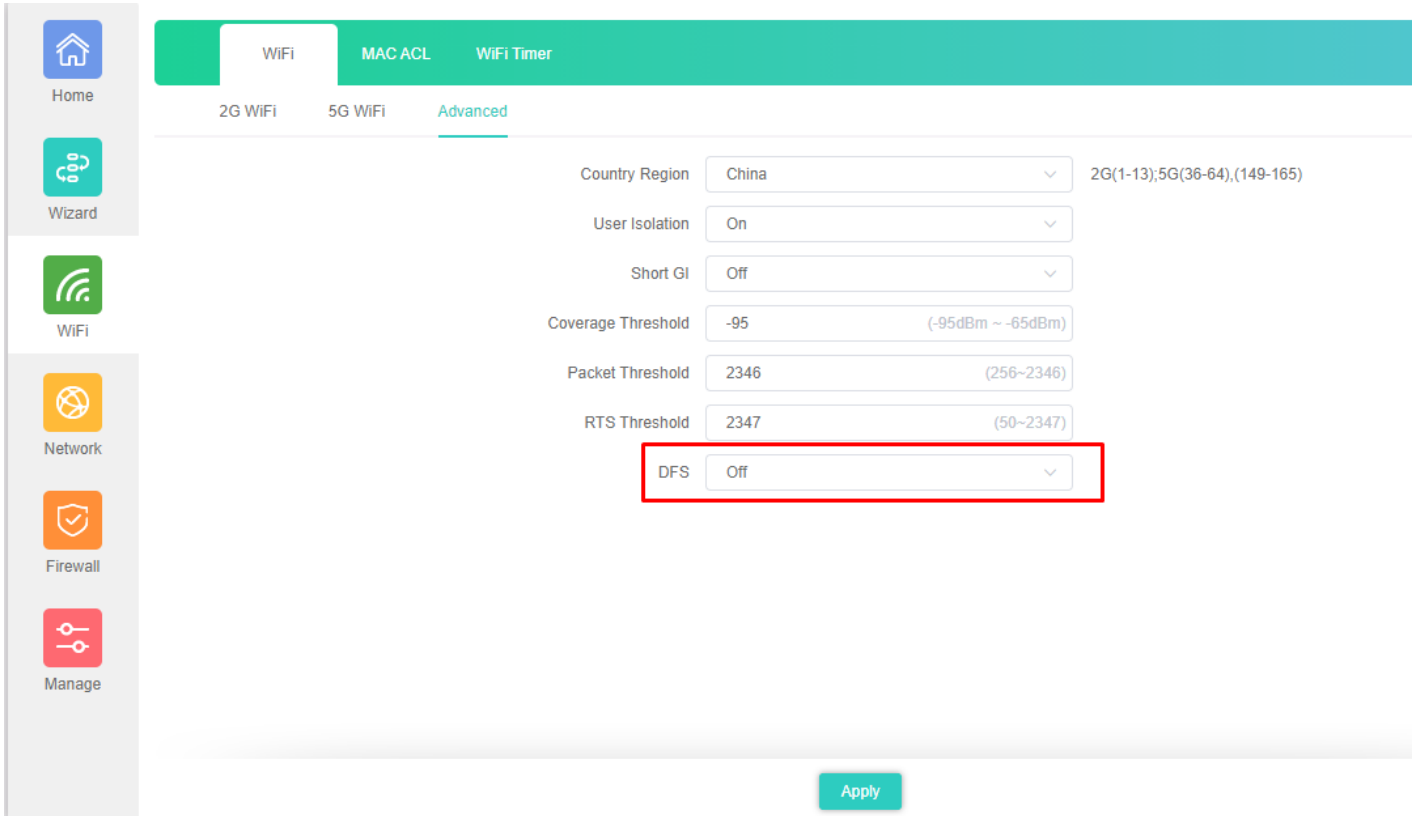 Home
Wizard
WiFi
Network
Firewall
Manage
WiFi MAC ACL WiFi Timer
2G WiFi 5G WiFi Advanced
Country Region China 2G(1-13);5G(36-64),(149-165)
User Isolation On
Short GI Off
Coverage Threshold -95 (-95dBm ~ -65dBm)
Packet Threshold 2346 (256~2346)
RTS Threshold 2347 (50~2347)
DFS Off
Apply